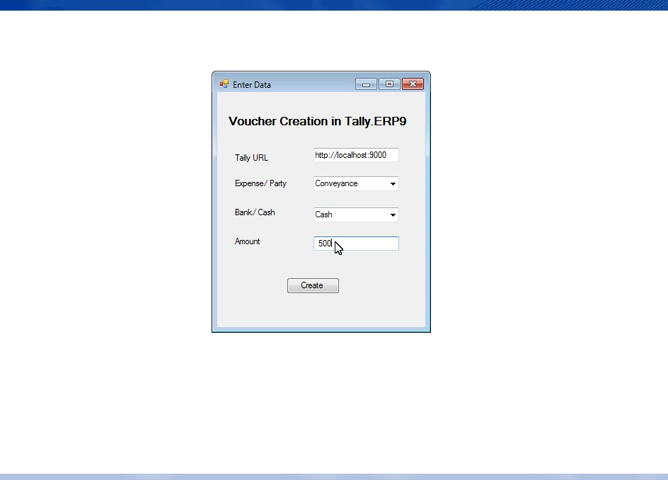 Enter Data
Voucher Creation in Tally.ERP9
Tally URL http://localhost:9000
Expense/ Party Conveyance
Bank/ Cash Cash
Amount 500
Create